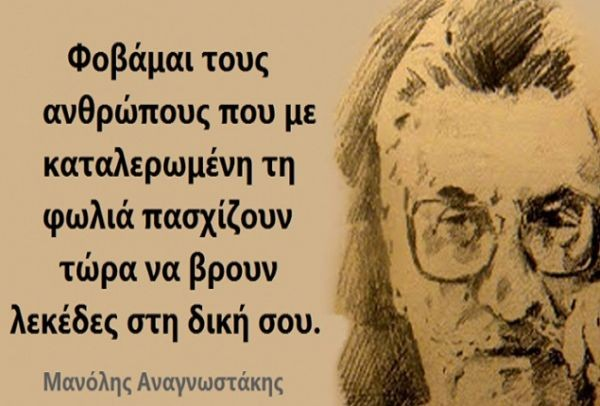 Φοβάμαι τους
ανθρώπους που με
καταλερωμένη τη
φωλιά πασχίζουν
τώρα να βρουν
λεκέδες στη δική σου.
Μανόλης Αναγνωστάκης